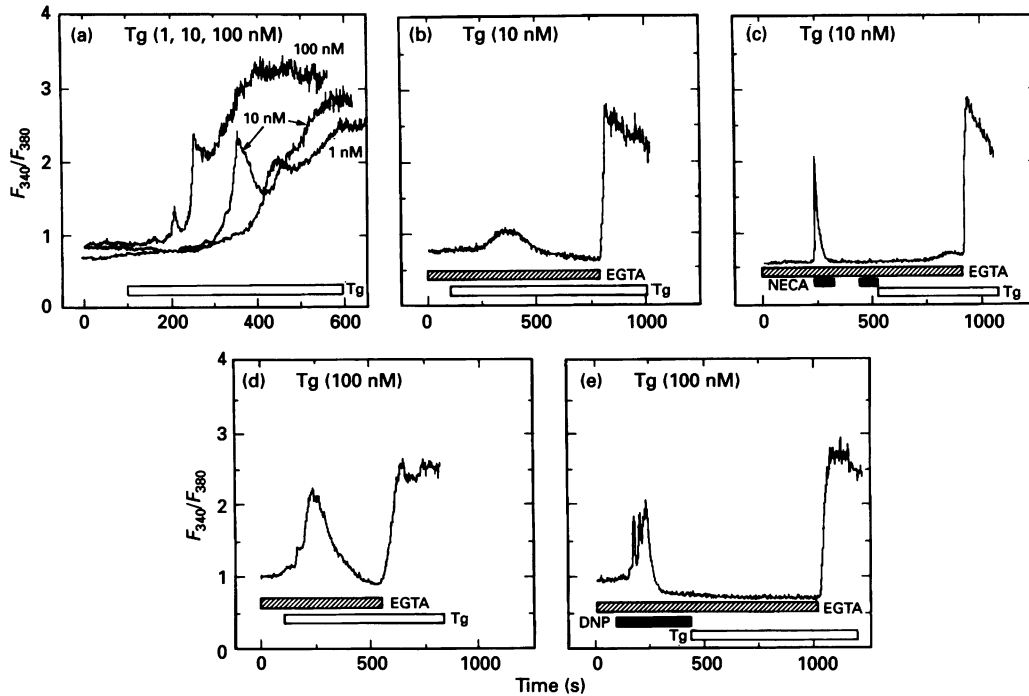 (a) Tg (1, 10, 100 nM)
100 nM
10 nM
1 nM
Tg
F340/F380
4
3
2
1
0
0 200 400 600
(b) Tg (10 nM)
EGTA
Tg
0 500 1000
(c) Tg (10 nM)
EGTA
NECA
Tg
0 500 1000
(d) Tg (100 nM)
EGTA
Tg
F340/F380
4
3
2
1
0
0 500 1000
(e) Tg (100 nM)
EGTA
DNP
Tg
0 500 1000
Time (s)